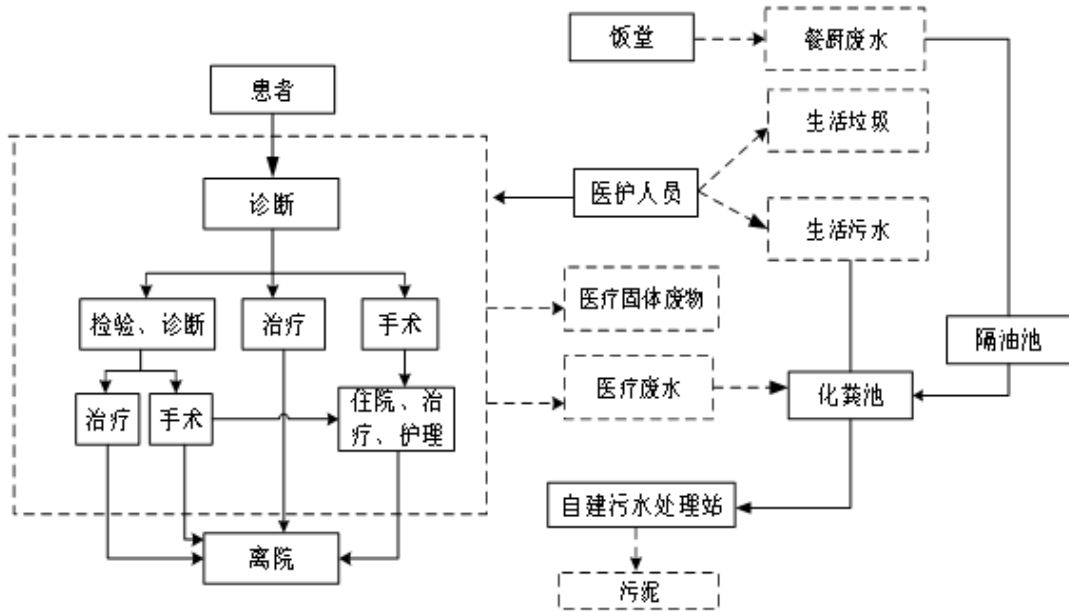 饭堂
餐厨废水
患者
生活垃圾
诊断
医护人员
生活污水
医疗固体废物
检验、诊断
治疗
手术
隔油池
医疗废水
化粪池
治疗
手术
住院、治
疗、护理
自建污水处理站
离院
污泥